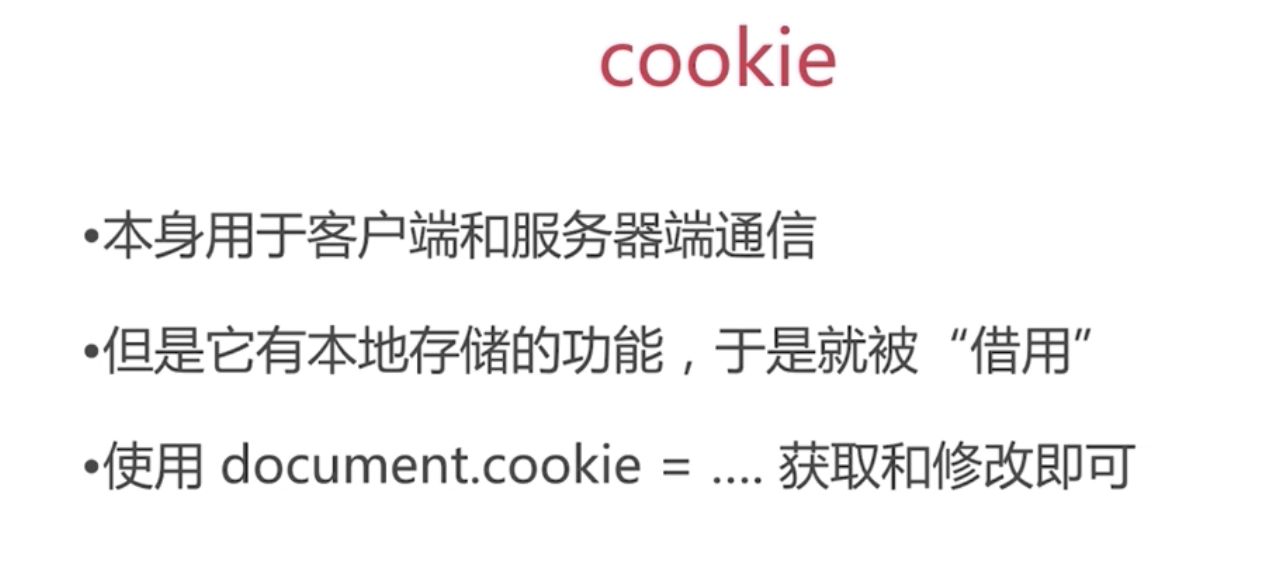 cookie
•本身用于客户端和服务器端通信
•但是它有本地存储的功能，于是就被“借用”
•使用 document.cookie = .... 获取和修改即可